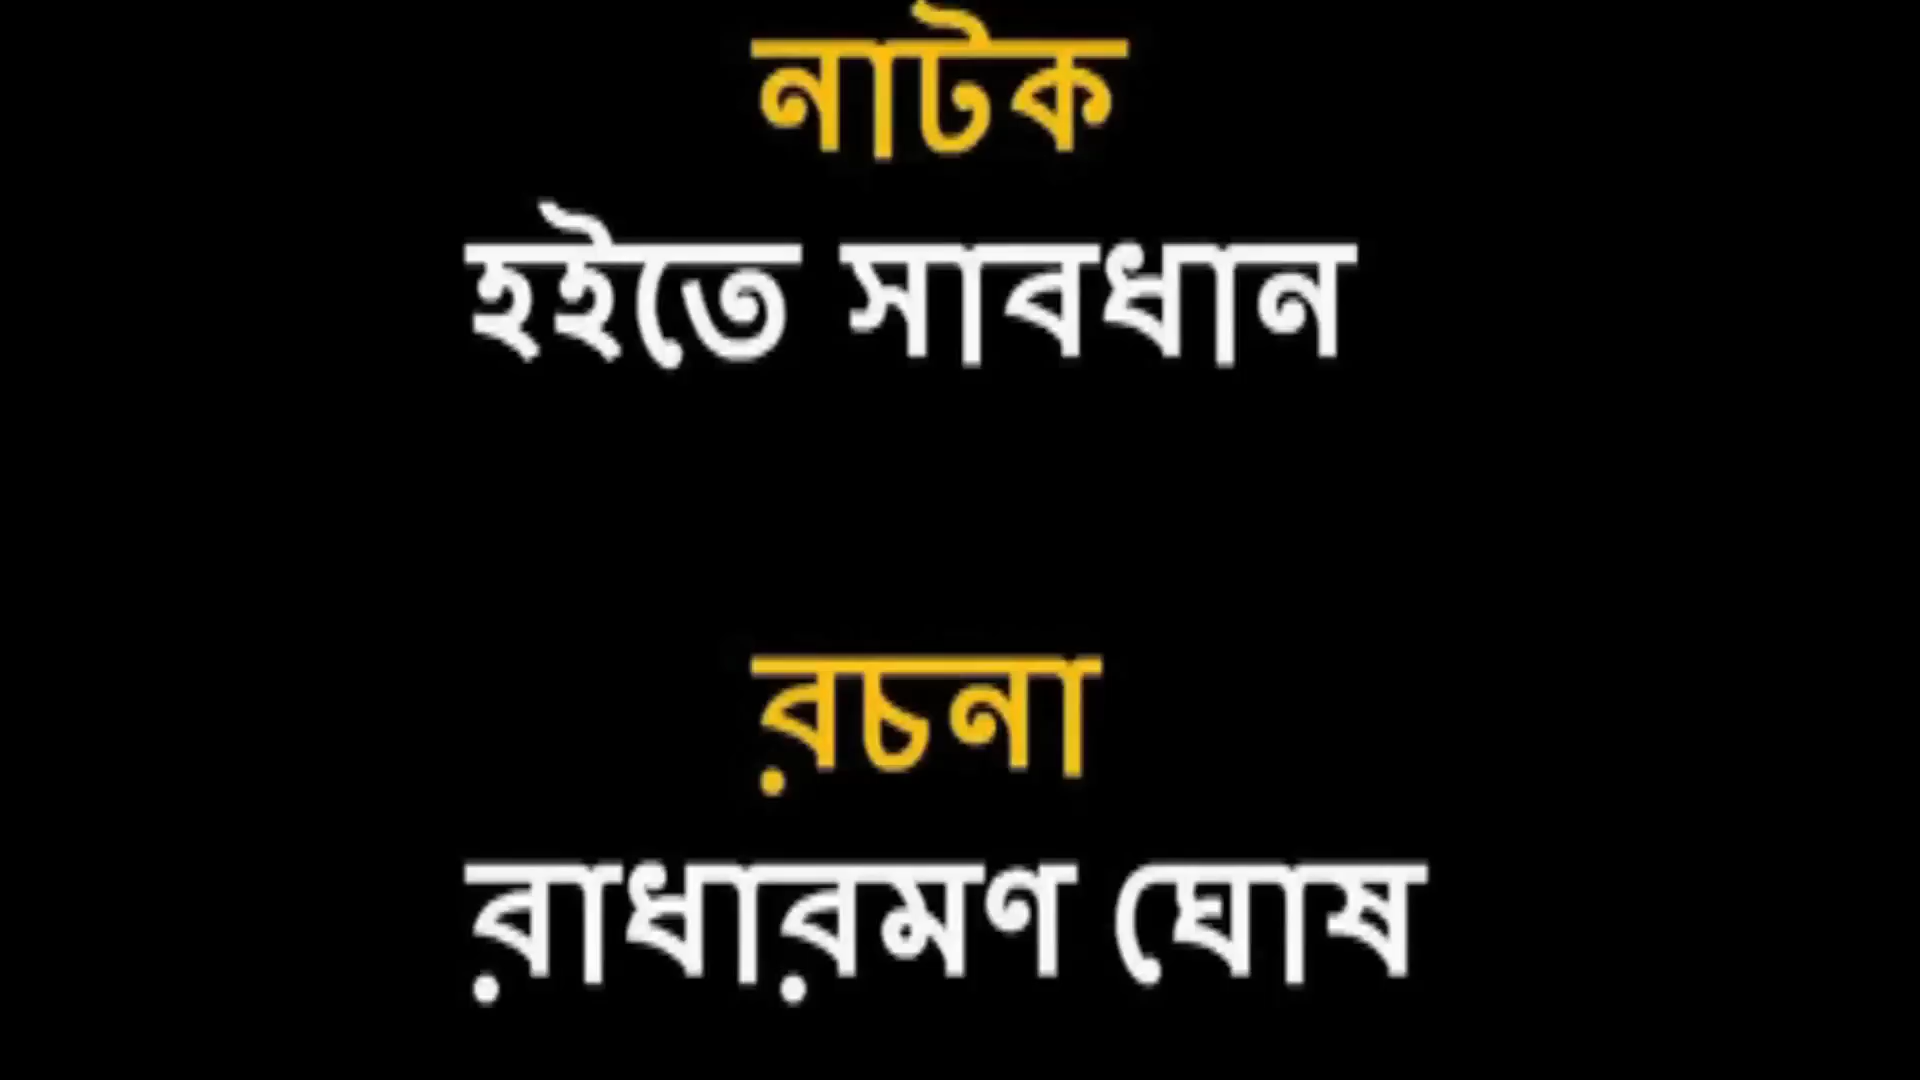 নাটক
হইতে সাবধান
রচনা
রাধারমণ ঘোষ